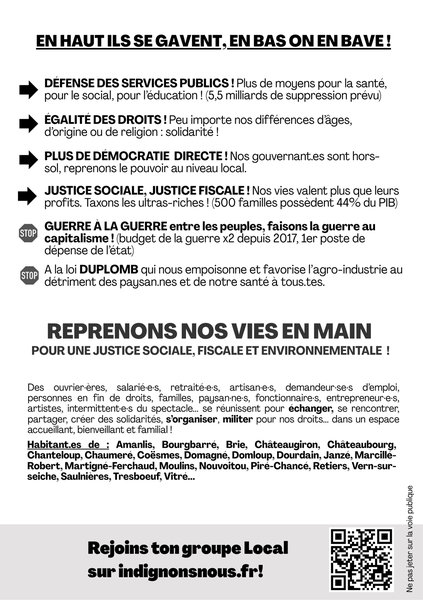 EN HAUT ILS SE GAVENT, EN BAS ON EN BAVE !
DÉFENSE DES SERVICES PUBLICS ! Plus de moyens pour la santé,
pour le social, pour l'éducation ! (5,5 milliards de suppression prévu)
ÉGALITÉ DES DROITS ! Peu importe nos différences d'âges,
d'origine ou de religion : solidarité !
PLUS DE DÉMOCRATIE DIRECTE ! Nos gouvernant.es sont hors-
sol, reprenons le pouvoir au niveau local.
JUSTICE SOCIALE, JUSTICE FISCALE ! Nos vies valent plus que leurs
profits. Taxons les ultras-riches ! (500 familles possèdent 44% du PIB)
STOP
GUERRE À LA GUERRE entre les peuples, faisons la guerre au
capitalisme ! (budget de la guerre x2 depuis 2017, 1er poste de
dépense de l'état)
STOP
A la loi DUPLOMB qui nous empoisonne et favorise l'agro-industrie au
détriment des paysan.nes et de notre santé à tous.tes.
REPRENONS NOS VIES EN MAIN
POUR UNE JUSTICE SOCIALE, FISCALE ET ENVIRONNEMENTALE !
Des ouvrier·ères, salarié·e·s, retraité·e·s, artisan·e·s, demandeur·se·s d'emploi,
personnes en fin de droits, familles, paysan·ne·s, fonctionnaire·s, entrepreneur·e·s,
artistes, intermittent·e·s du spectacle... se réunissent pour échanger, se rencontrer,
partager, créer des solidarités, s'organiser, militer pour nos droits... dans un espace
accueillant, bienveillant et familial !
Habitant.es de : Amanlis, Bourgbarré, Brie, Châteaugiron, Châteaubourg,
Chanteloup, Chaumeré, Coësmes, Domagné, Domloup, Dourdain, Janzé, Marcillé-
Robert, Martigné-Ferchaud, Moulins, Nouvoitou, Piré-Chancé, Retiers, Vern-sur-
seiche, Saulnières, Tresboeuf, Vitré...
Rejoins ton groupe Local
sur indignonsnous.fr!
Ne pas jeter sur la voie publique